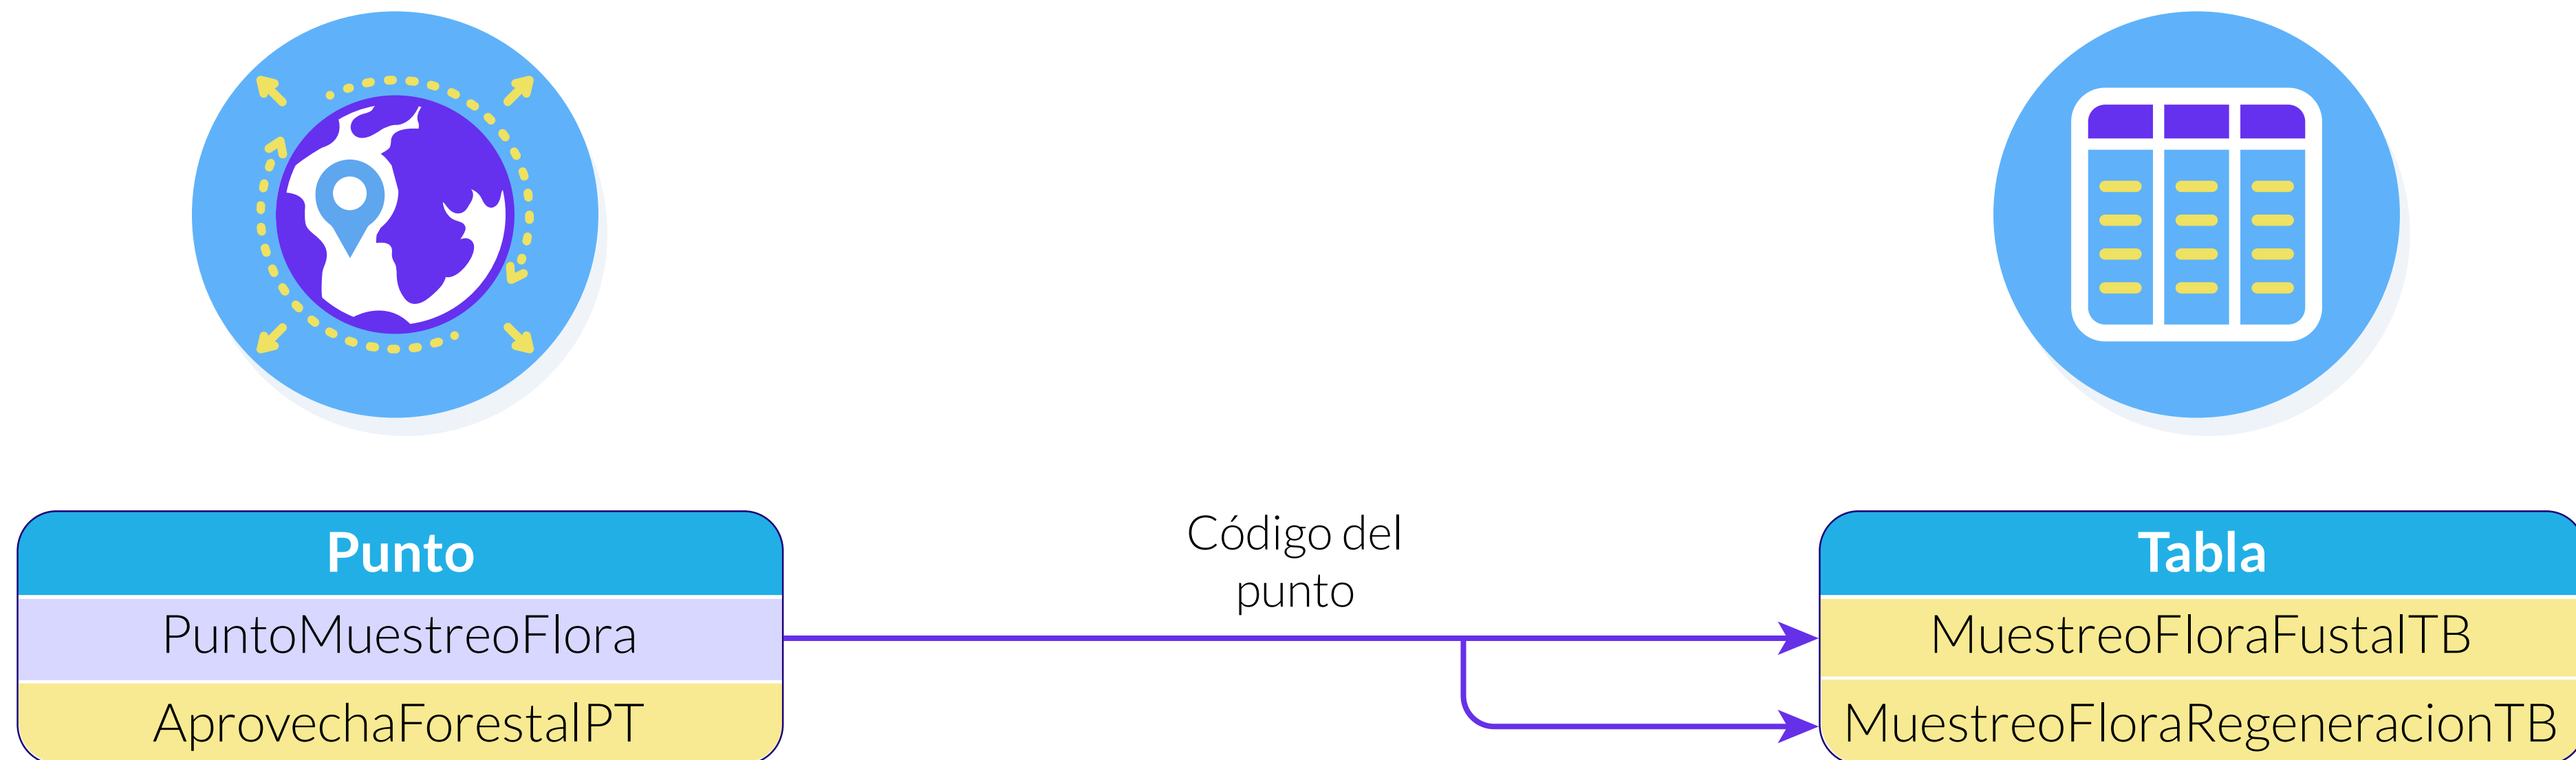 Punto
PuntoMuestreoFlora
AprovechaForestalPT
Código del
punto
Tabla
MuestreoFloraFustalTB
MuestreoFloraRegeneracionTB